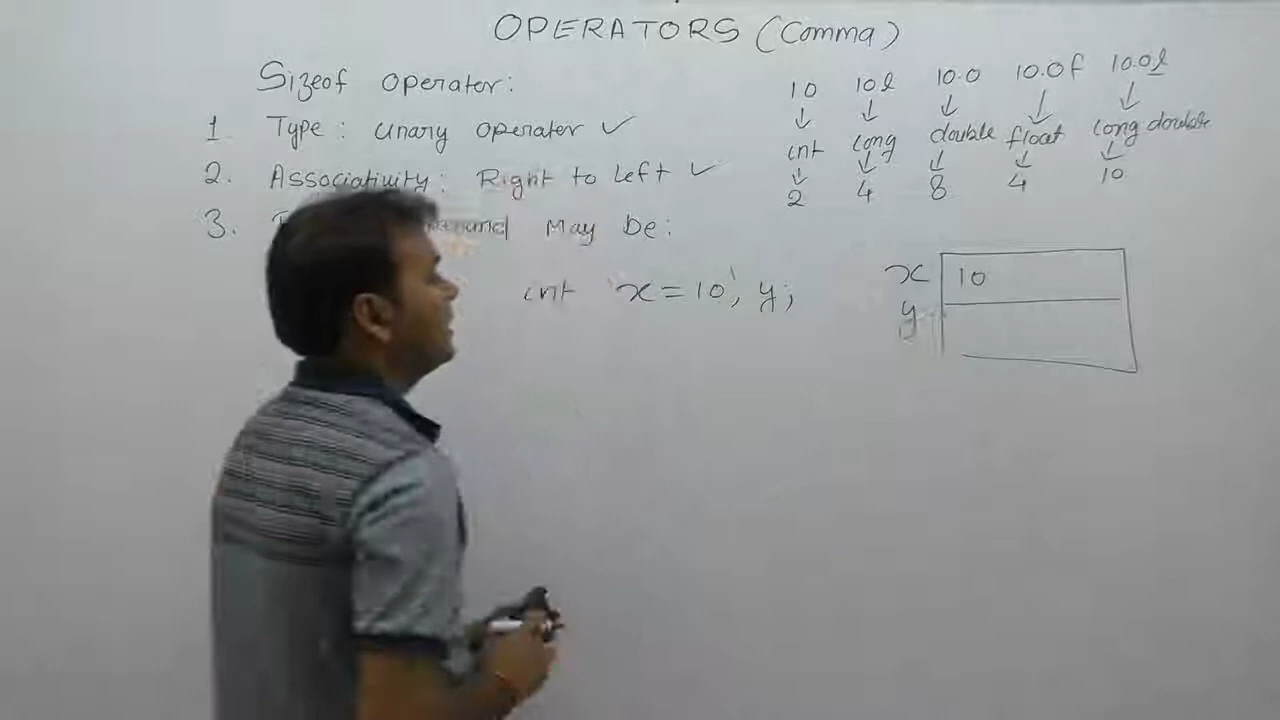 OPERATORS (Comma)
Sizeof operator:
1. Type: unary operator ✓
2. Associativity: Right to left ✓
3. May be:
int x = 10, y;
10 10l 10.0 10.0f 10.0l
↓ ↓ ↓ ↓ ↓
int long double float long double
↓ ↓ ↓ ↓ ↓
2 4 8 4 10
x 10
y